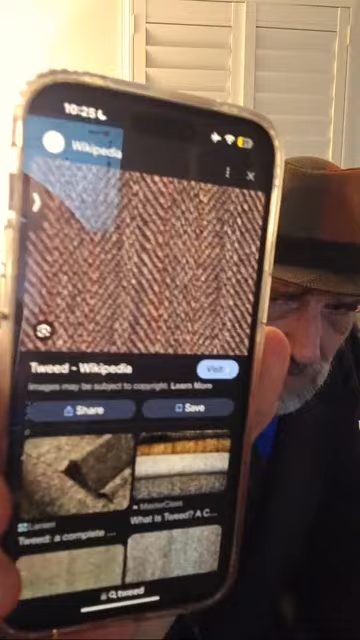 10:25
Wikipedia
Tweed - Wikipedia
Visit
Images may be subject to copyright. Learn More
Share
Save
Lanieri
Tweed: a complete ...
MasterClass
What Is Tweed? A C...
tweed